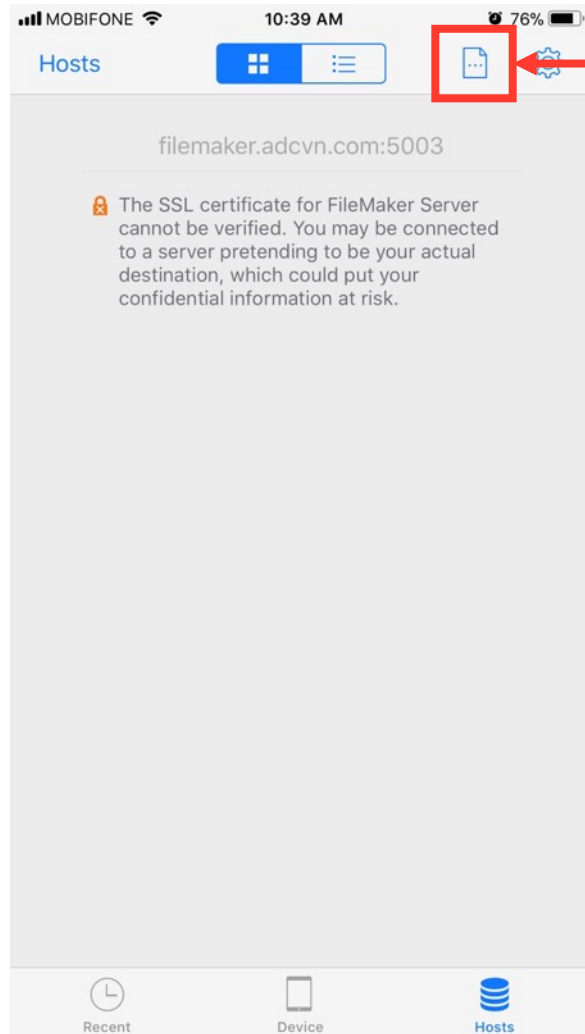 MOBIFONE 10:39 AM 76%
Hosts
filemaker.adcvn.com:5003
The SSL certificate for FileMaker Server
cannot be verified. You may be connected
to a server pretending to be your actual
destination, which could put your
confidential information at risk.
Recent Device Hosts